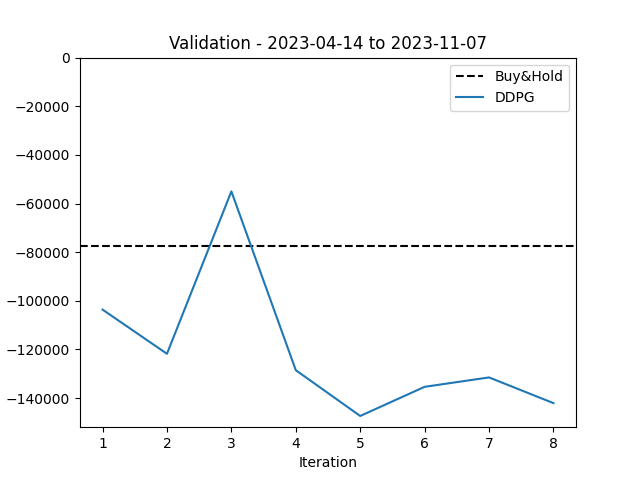 Validation - 2023-04-14 to 2023-11-07
Buy&Hold
DDPG
0
−20000
−40000
−60000
−80000
−100000
−120000
−140000
1 2 3 4 5 6 7 8
Iteration